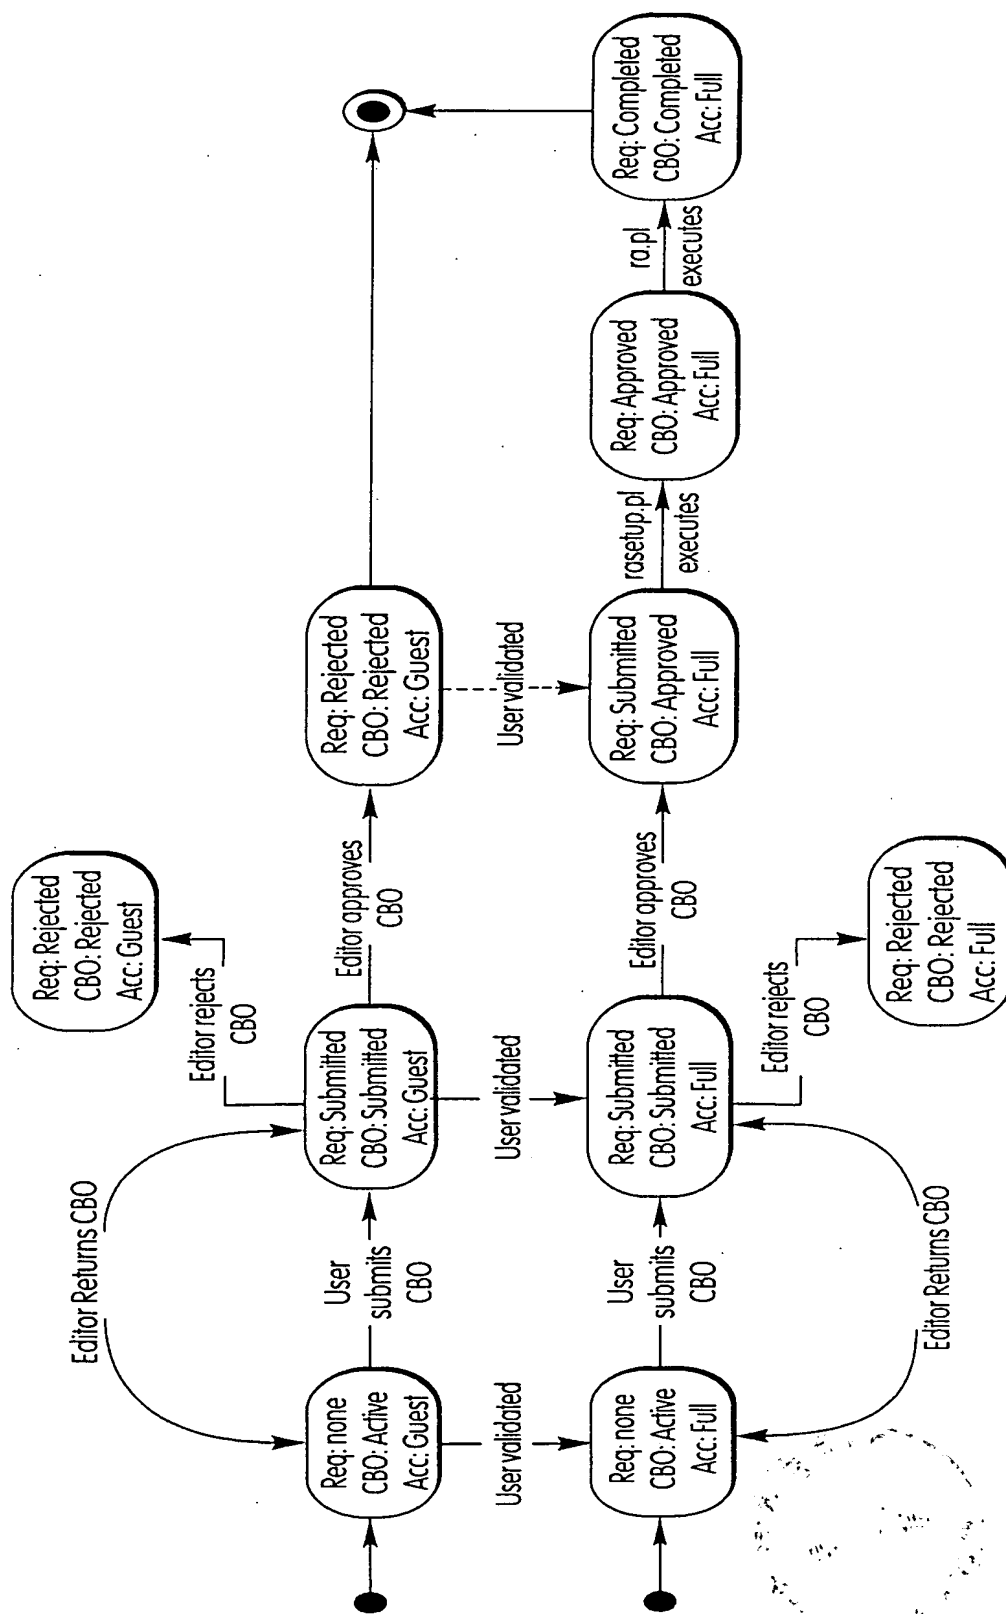 Editor Returns CBO
Req: Rejected
CBO: Rejected
Acc: Guest
Editor rejects
CBO
Req: none
CBO: Active
Acc: Guest
User
submits
CBO
Req: Submitted
CBO: Submitted
Acc: Guest
Editor approves
CBO
Req: Rejected
CBO: Rejected
Acc: Guest
User validated
User validated
User validated
Req: none
CBO: Active
Acc: Full
User
submits
CBO
Req: Submitted
CBO: Submitted
Acc: Full
Editor approves
CBO
Req: Submitted
CBO: Approved
Acc: Full
rasetup.pl
executes
Req: Approved
CBO: Approved
Acc: Full
ra.pl
executes
Req: Completed
CBO: Completed
Acc: Full
Editor rejects
CBO
Req: Rejected
CBO: Rejected
Acc: Full
Editor Returns CBO